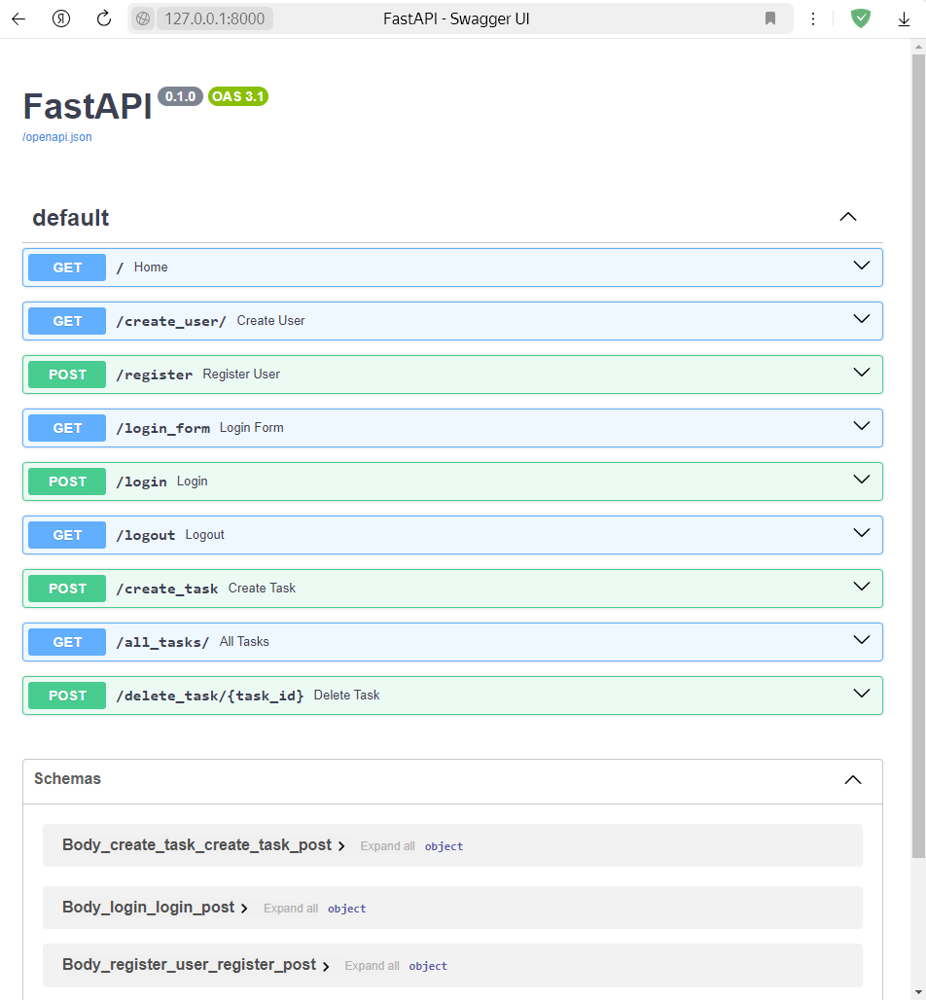 127.0.0.1:8000 FastAPI - Swagger UI
FastAPI 0.1.0 OAS 3.1
/openapi.json
default
GET / Home
GET /create_user/ Create User
POST /register Register User
GET /login_form Login Form
POST /login Login
GET /logout Logout
POST /create_task Create Task
GET /all_tasks/ All Tasks
POST /delete_task/{task_id} Delete Task
Schemas
Body_create_task_create_task_post Expand all object
Body_login_login_post Expand all object
Body_register_user_register_post Expand all object